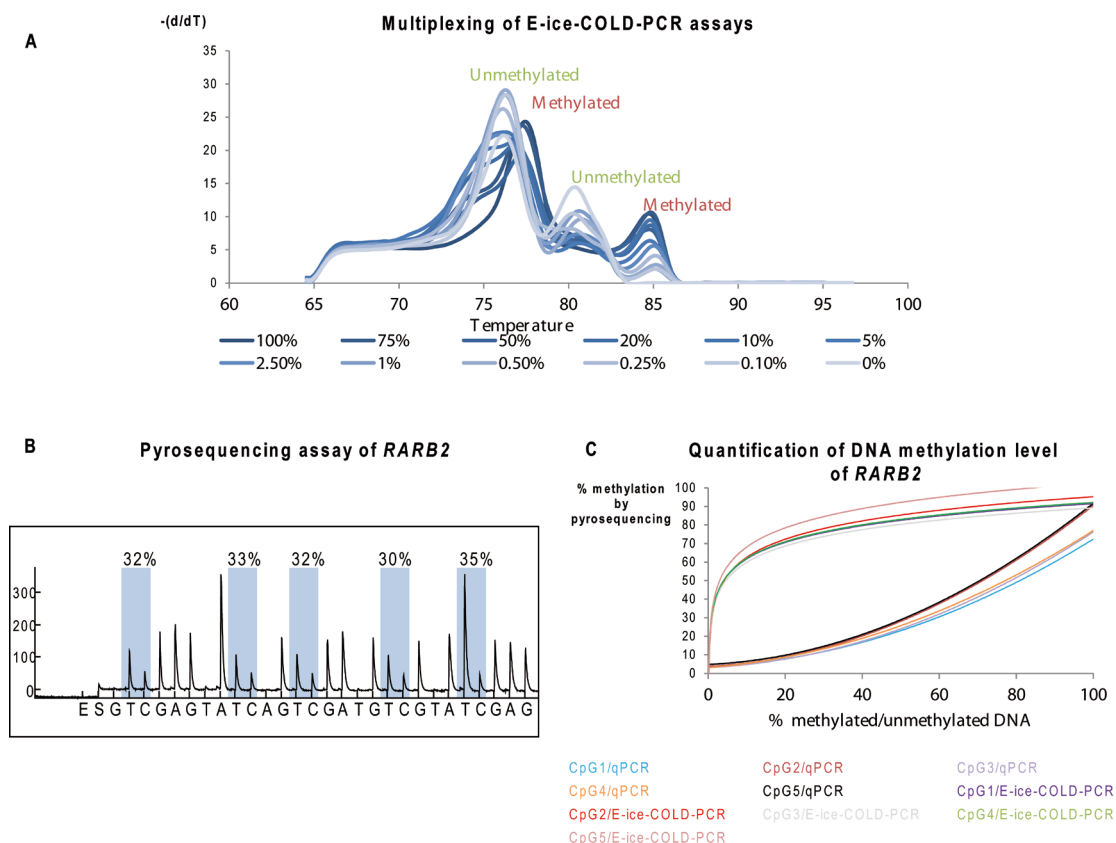 A
-(d/dT)
Multiplexing of E-ice-COLD-PCR assays
35
30
25
20
15
10
5
0
Unmethylated
Methylated
Unmethylated
Methylated
60 65 70 75 80 85 90 95 100
Temperature
100% 75% 50% 20% 10% 5%
2.50% 1% 0.50% 0.25% 0.10% 0%
B
Pyrosequencing assay of RARB2
32% 33% 32% 30% 35%
300
200
100
0
E S G T C G A G T A T C A G T C G A T G T C G T A T C G A G
C
Quantification of DNA methylation level
of RARB2
% methylation
by
pyrosequencing
100
90
80
70
60
50
40
30
20
10
0
0 20 40 60 80 100
% methylated/unmethylated DNA
CpG1/qPCR CpG2/qPCR CpG3/qPCR
CpG4/qPCR CpG5/qPCR CpG1/E-ice-COLD-PCR
CpG2/E-ice-COLD-PCR CpG3/E-ice-COLD-PCR CpG4/E-ice-COLD-PCR
CpG5/E-ice-COLD-PCR